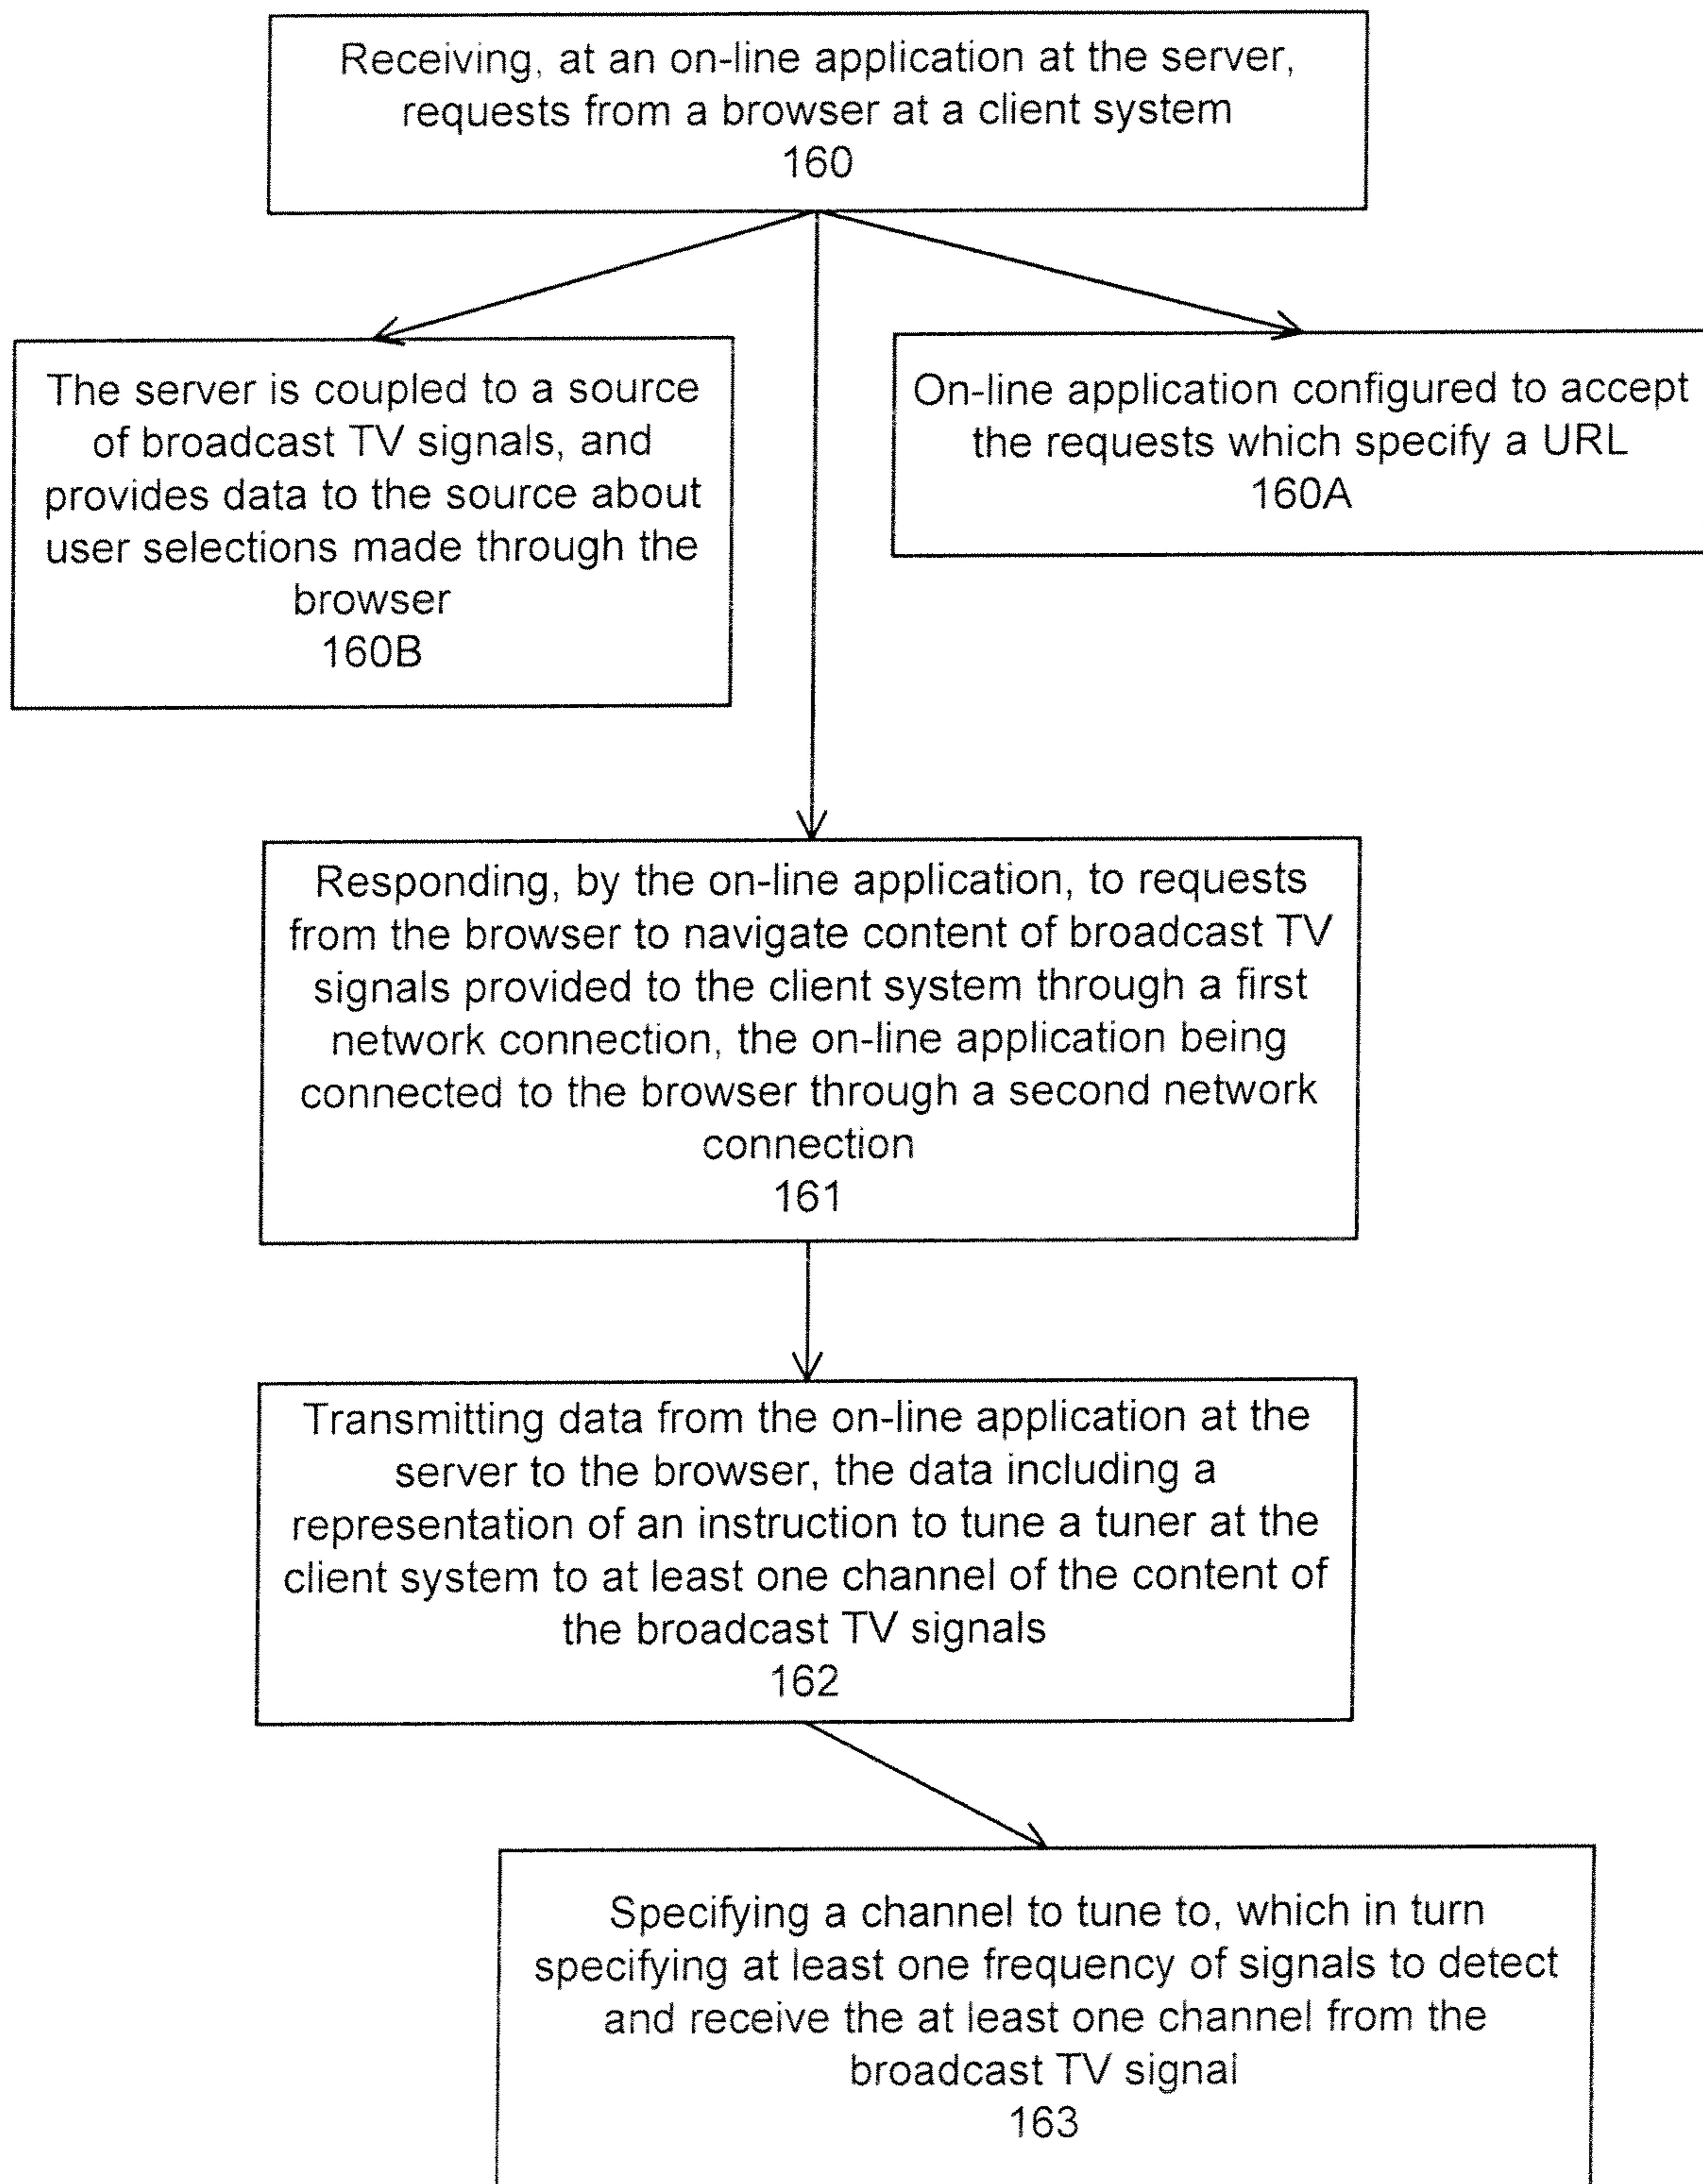 Receiving, at an on-line application at the server,
requests from a browser at a client system
160
The server is coupled to a source
of broadcast TV signals, and
provides data to the source about
user selections made through the
browser
160B
On-line application configured to accept
the requests which specify a URL
160A
Responding, by the on-line application, to requests
from the browser to navigate content of broadcast TV
signals provided to the client system through a first
network connection, the on-line application being
connected to the browser through a second network
connection
161
Transmitting data from the on-line application at the
server to the browser, the data including a
representation of an instruction to tune a tuner at the
client system to at least one channel of the content of
the broadcast TV signals
162
Specifying a channel to tune to, which in turn
specifying at least one frequency of signals to detect
and receive the at least one channel from the
broadcast TV signal
163